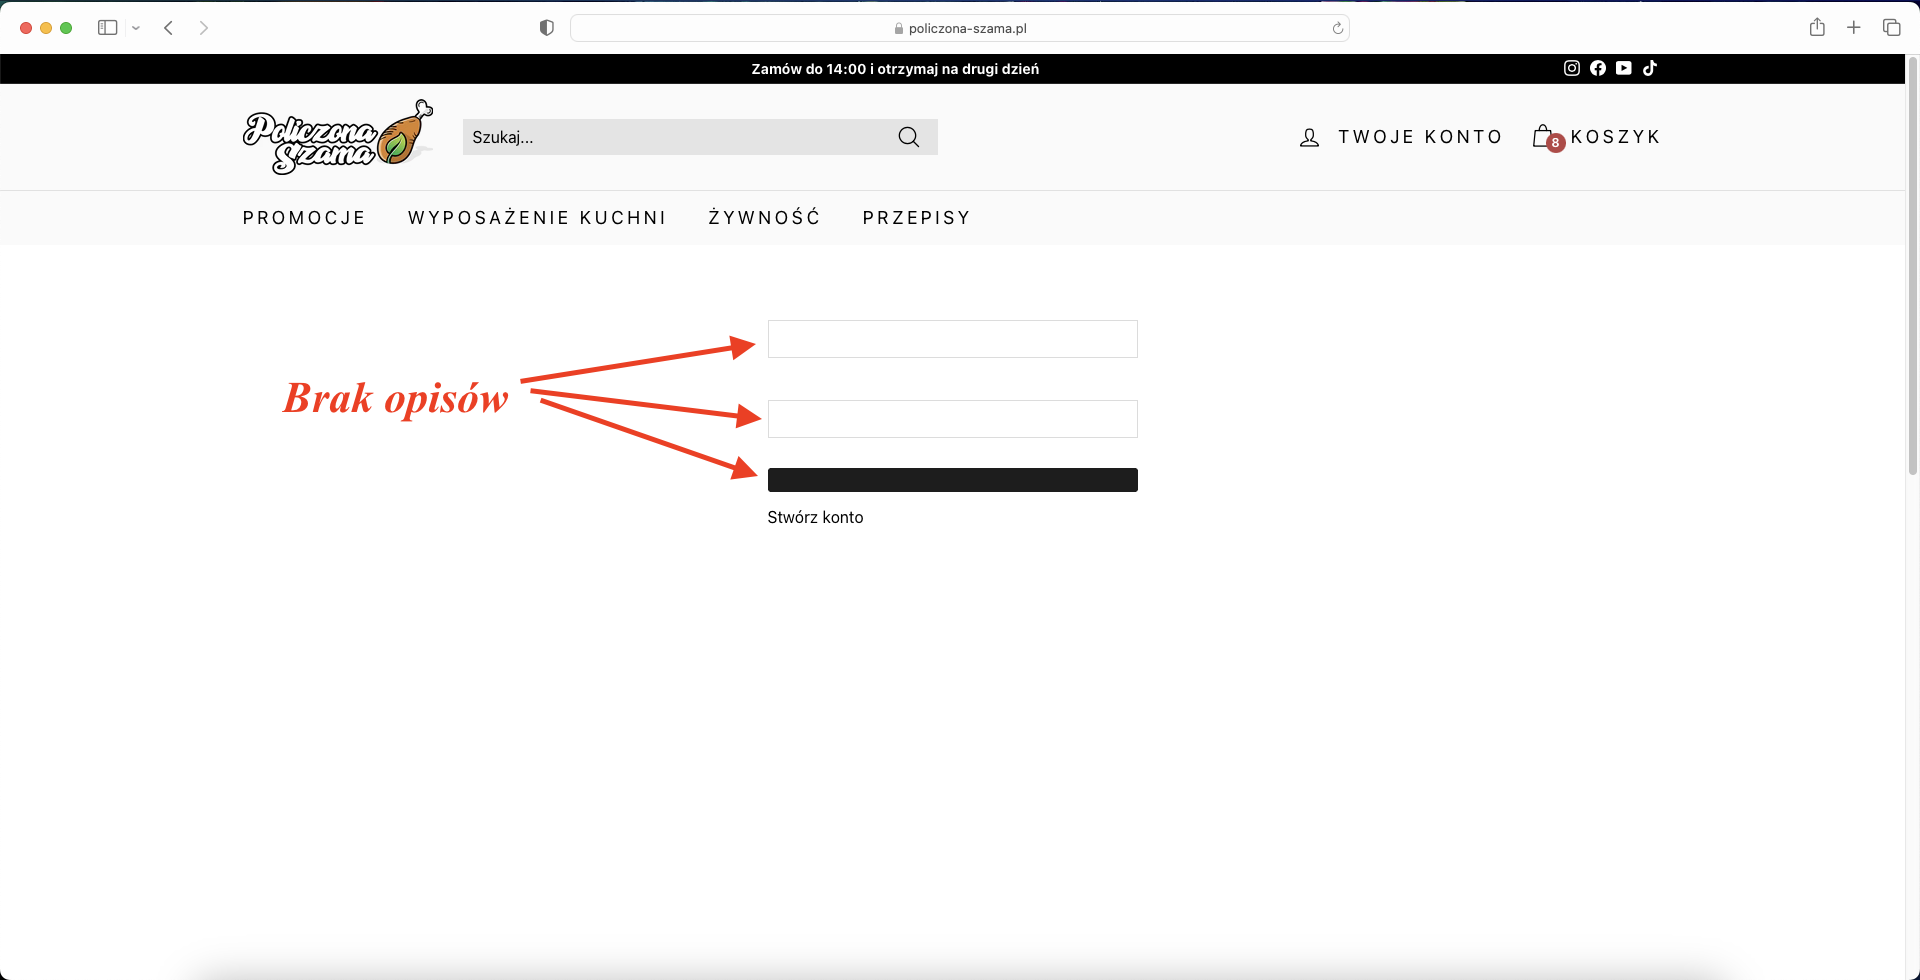 policzona-szama.pl
Zamów do 14:00 i otrzymaj na drugi dzień
Policzona
Szama
Szukaj...
TWOJE KONTO
8
KOSZYK
PROMOCJE
WYPOSAŻENIE KUCHNI
ŻYWNOŚĆ
PRZEPISY
Brak opisów
Stwórz konto